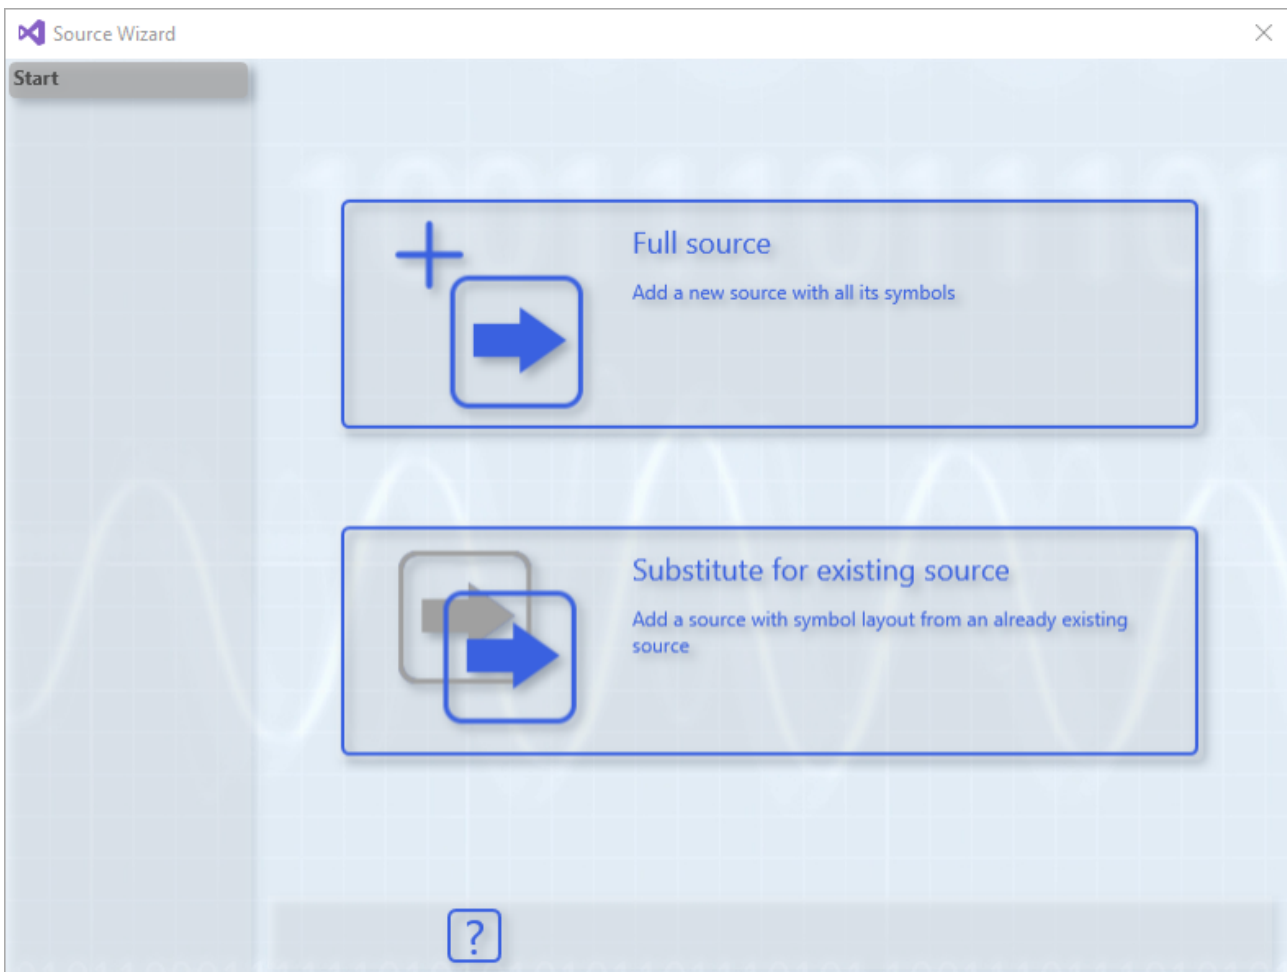 Source Wizard
Start
10011101110
Full source
Add a new source with all its symbols
Substitute for existing source
Add a source with symbol layout from an already existing
source
?